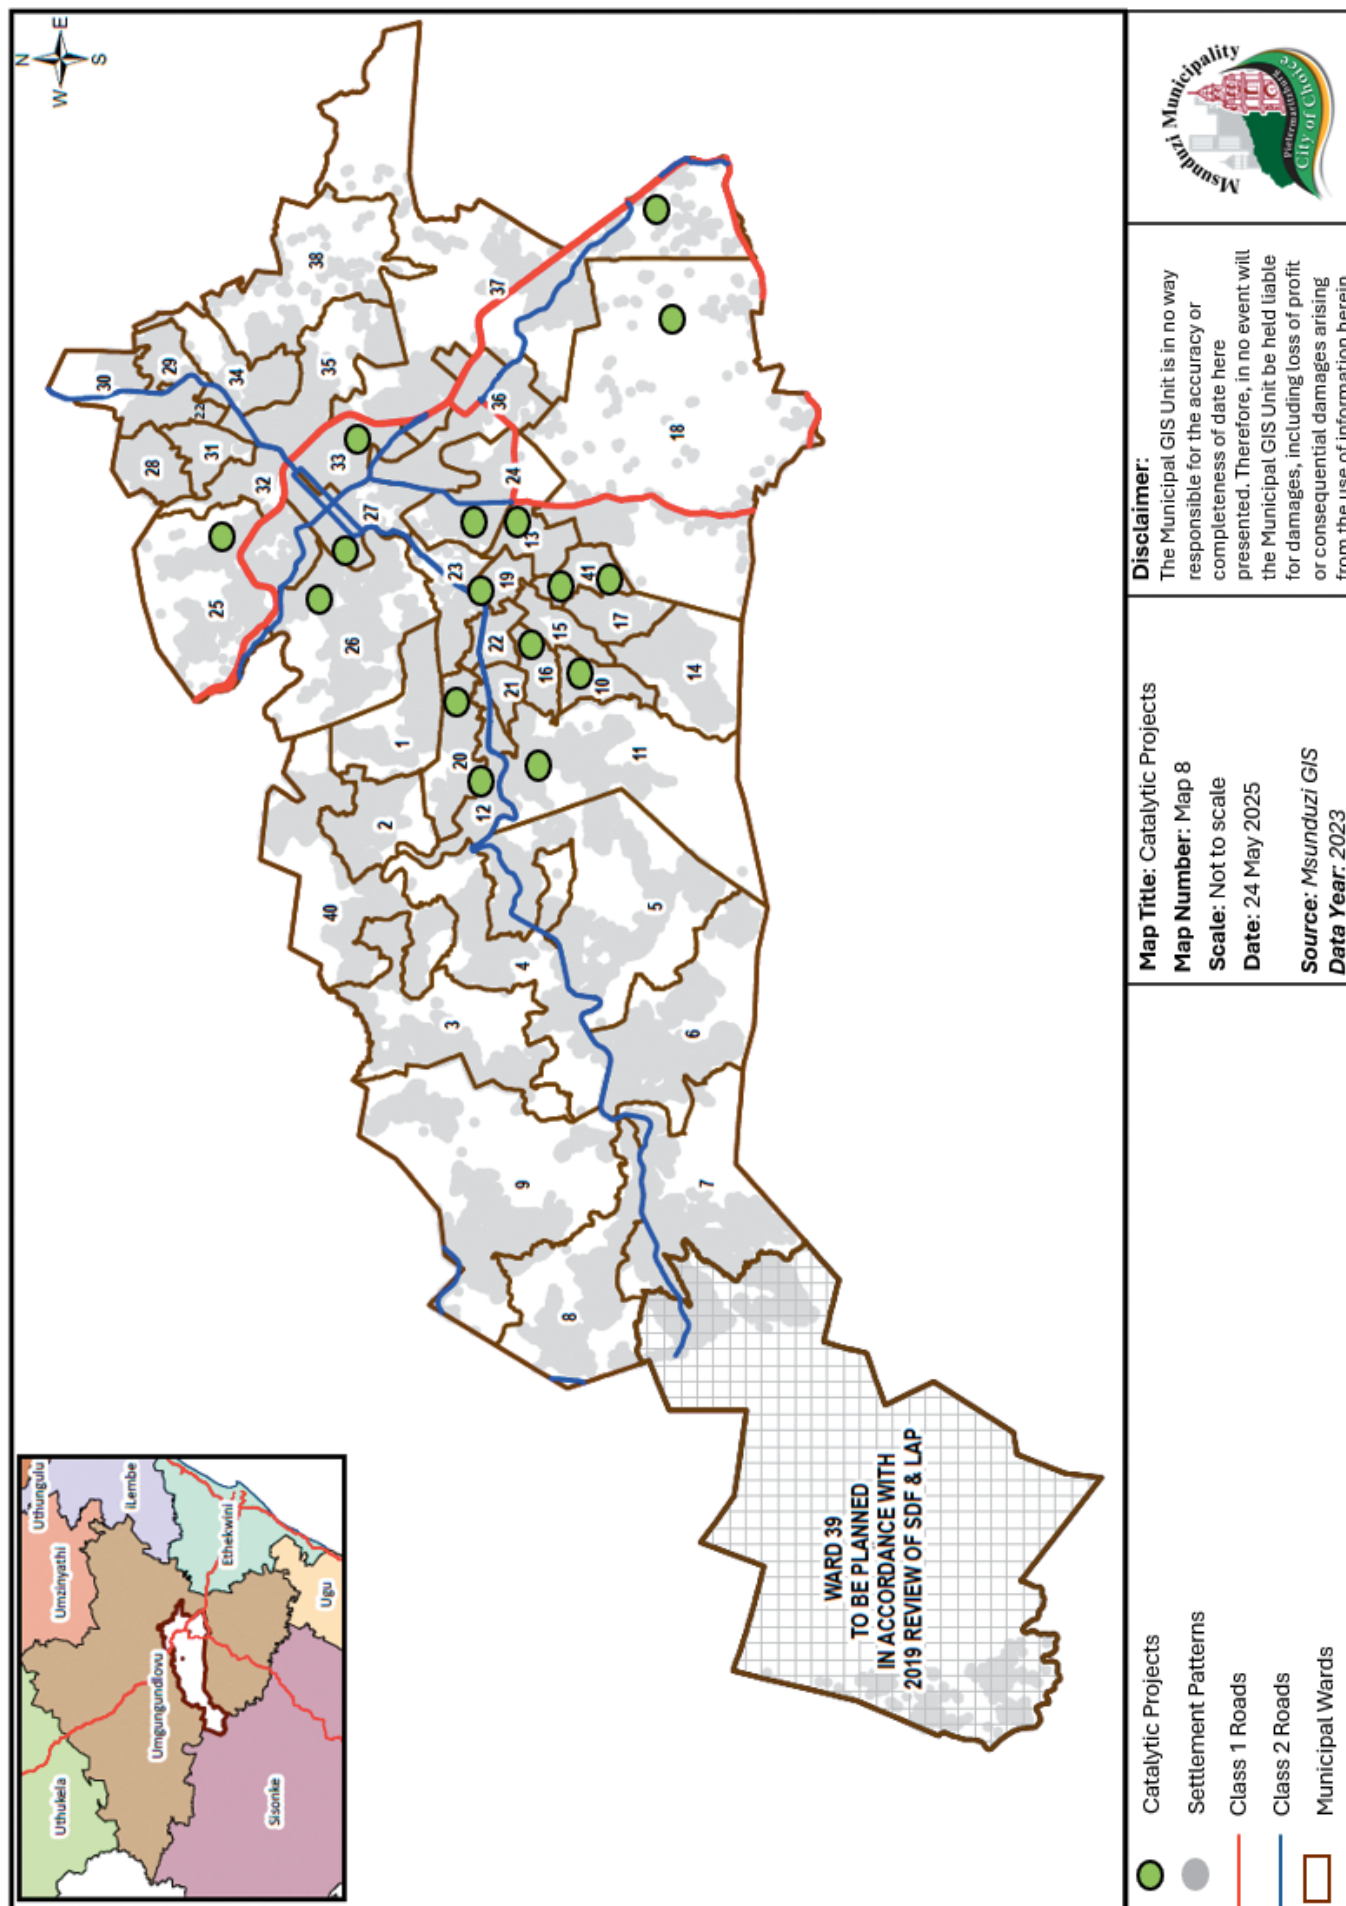 N
E
S
W
Uthungulu
Umzinyathi
iLembe
Uthukela
Umgungundlovu
Ethekwini
Ugu
Sisonke
30
29
28
22
31
34
38
35
32
33
37
25
27
26
36
24
18
13
23
19
41
22
15
17
16
10
14
21
1
20
11
12
2
40
5
4
3
6
9
7
8
WARD 39
TO BE PLANNED
IN ACCORDANCE WITH
2019 REVIEW OF SDF & LAP
Catalytic Projects
Settlement Patterns
Class 1 Roads
Class 2 Roads
Municipal Wards
Map Title: Catalytic Projects
Map Number: Map 8
Scale: Not to scale
Date: 24 May 2025
Source: Msunduzi GIS
Data Year: 2023
Disclaimer:
The Municipal GIS Unit is in no way
responsible for the accuracy or
completeness of date here
presented. Therefore, in no event will
the Municipal GIS Unit be held liable
for damages, including loss of profit
or consequential damages arising
from the use of information herein
Msunduzi Municipality
Pietermaritzburg
City of Choice